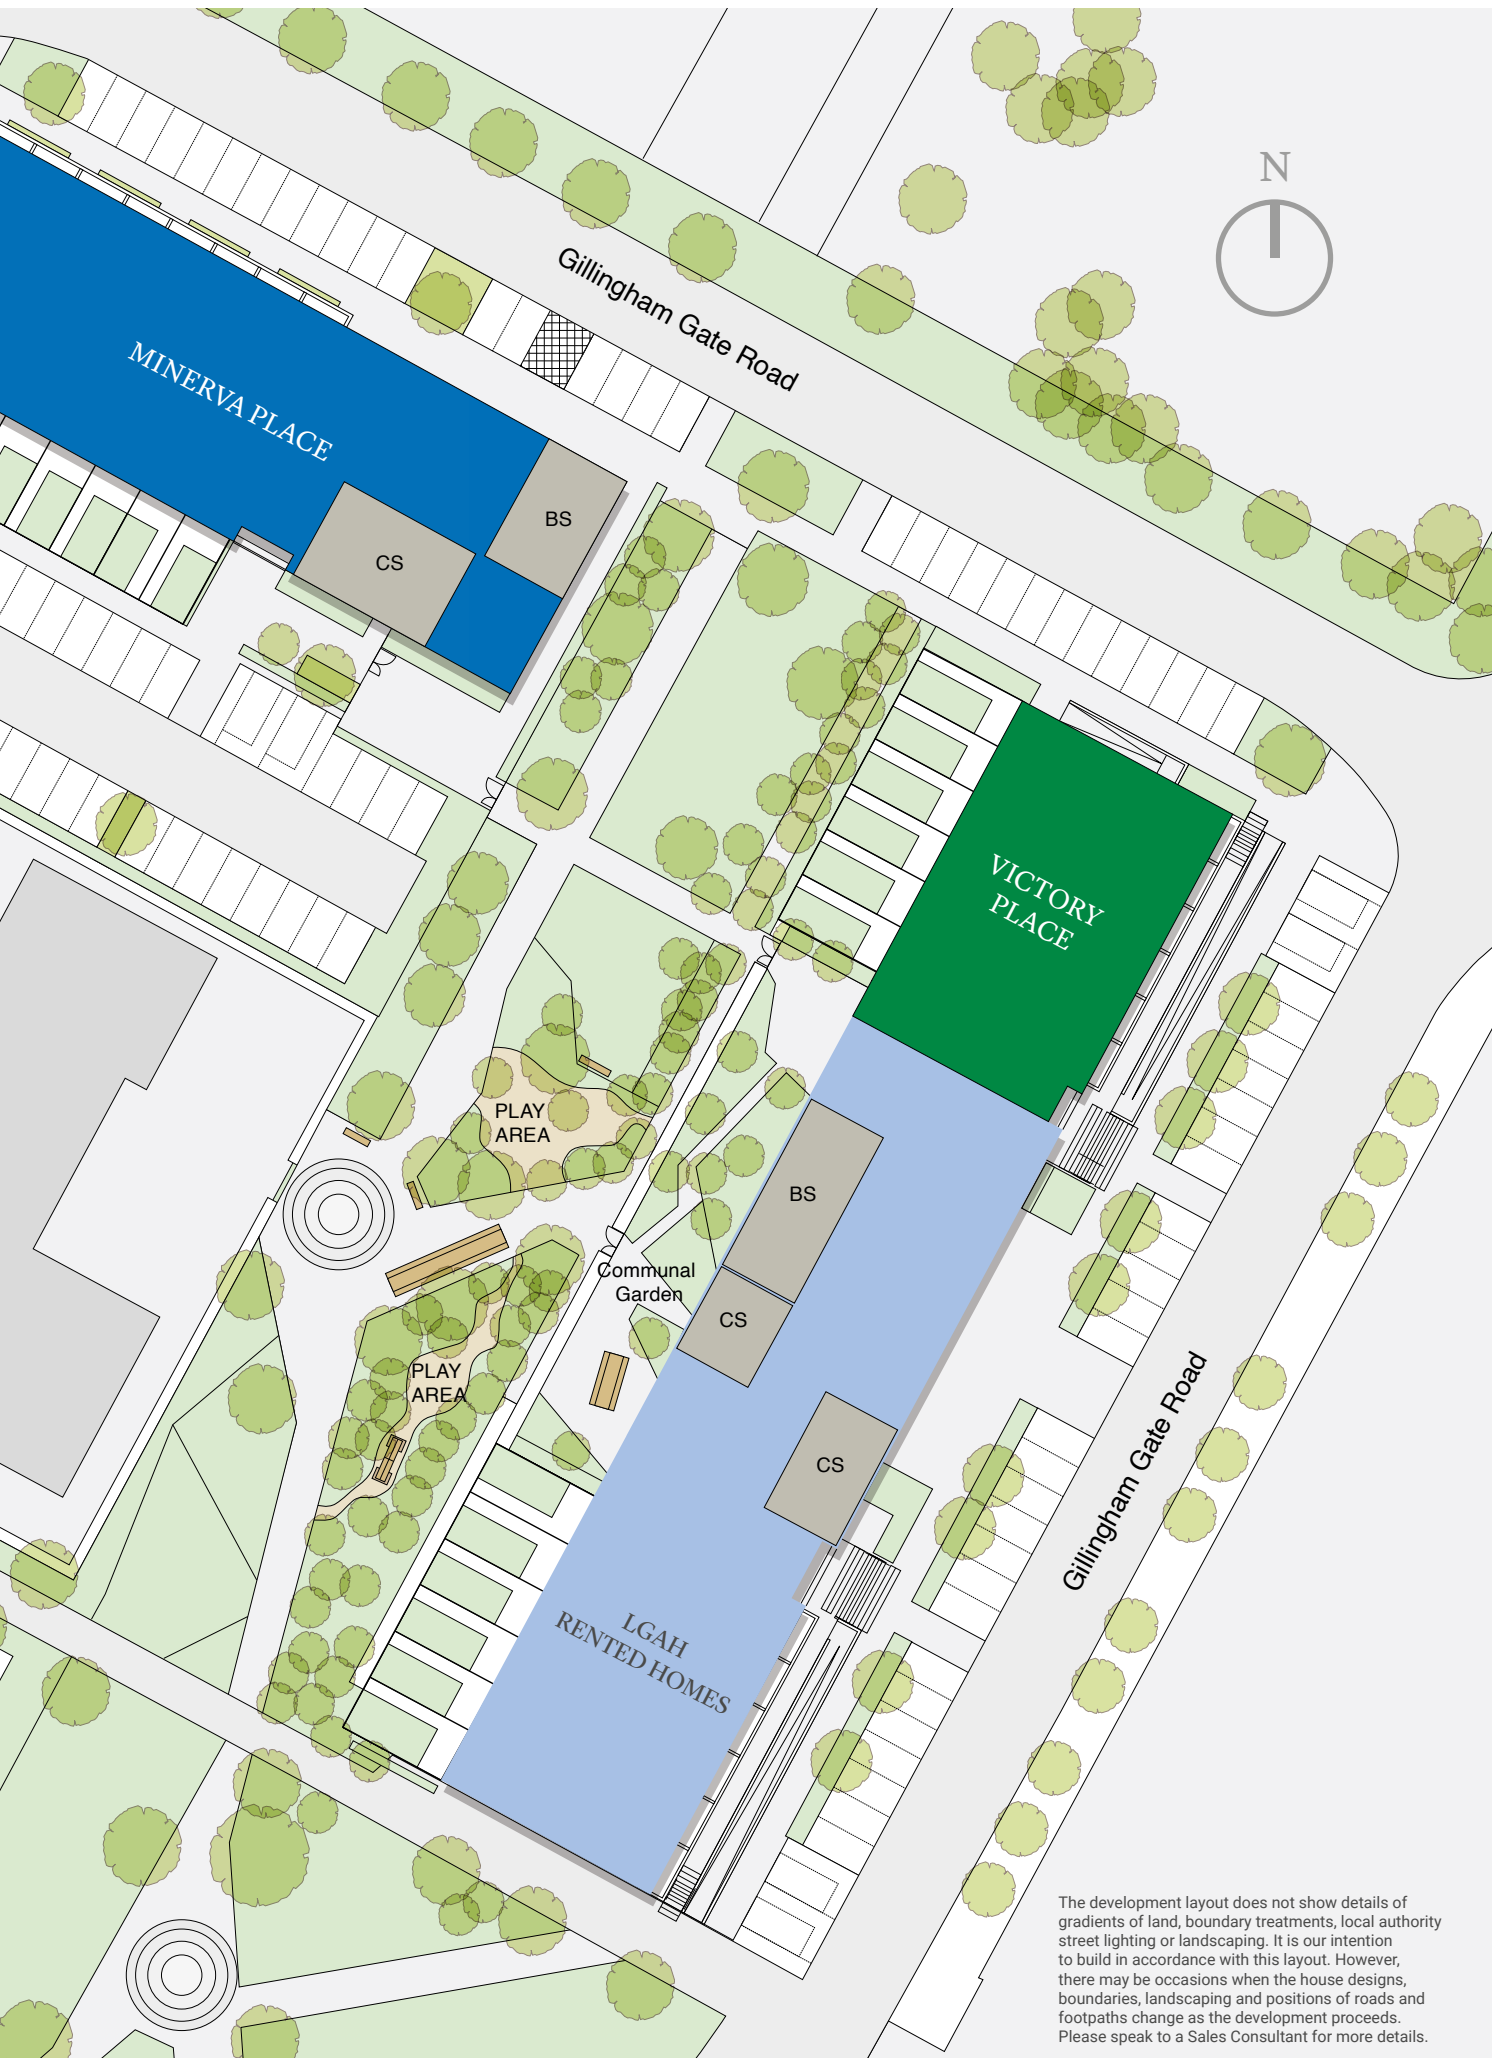 N
Gillingham Gate Road
MINERVA PLACE
BS
CS
VICTORY
PLACE
PLAY
AREA
BS
Communal
Garden
CS
PLAY
AREA
CS
Gillingham Gate Road
LGAH
RENTED HOMES
The development layout does not show details of
gradients of land, boundary treatments, local authority
street lighting or landscaping. It is our intention
to build in accordance with this layout. However,
there may be occasions when the house designs,
boundaries, landscaping and positions of roads and
footpaths change as the development proceeds.
Please speak to a Sales Consultant for more details.